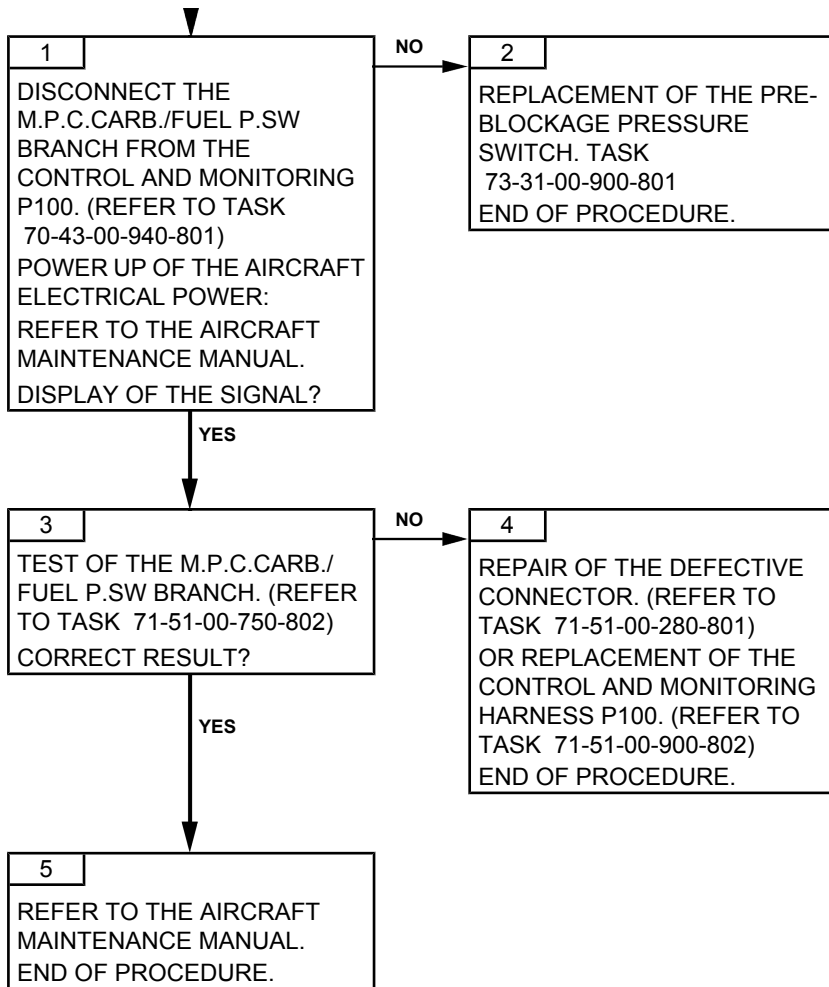 1
DISCONNECT THE
M.P.C.CARB./FUEL P.SW
BRANCH FROM THE
CONTROL AND MONITORING
P100. (REFER TO TASK
70-43-00-940-801)
POWER UP OF THE AIRCRAFT
ELECTRICAL POWER:
REFER TO THE AIRCRAFT
MAINTENANCE MANUAL.
DISPLAY OF THE SIGNAL?
NO
2
REPLACEMENT OF THE PRE-
BLOCKAGE PRESSURE
SWITCH. TASK
73-31-00-900-801
END OF PROCEDURE.
YES
3
TEST OF THE M.P.C.CARB./
FUEL P.SW BRANCH. (REFER
TO TASK 71-51-00-750-802)
CORRECT RESULT?
NO
4
REPAIR OF THE DEFECTIVE
CONNECTOR. (REFER TO
TASK 71-51-00-280-801)
OR REPLACEMENT OF THE
CONTROL AND MONITORING
HARNESS P100. (REFER TO
TASK 71-51-00-900-802)
END OF PROCEDURE.
YES
5
REFER TO THE AIRCRAFT
MAINTENANCE MANUAL.
END OF PROCEDURE.